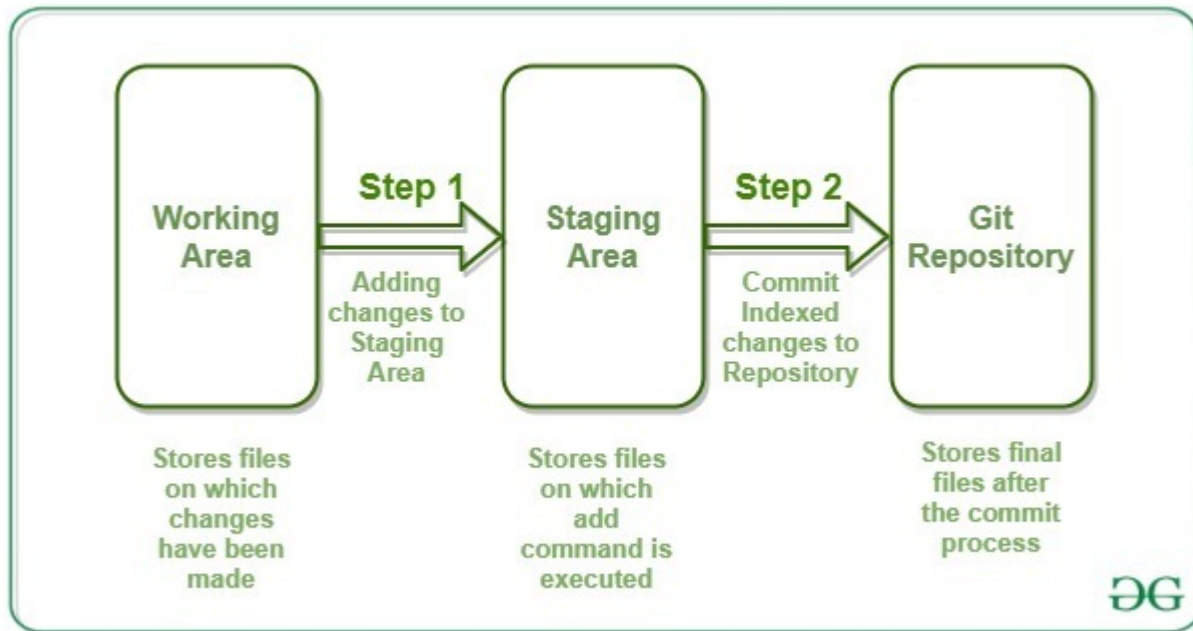 Step 1
Step 2
Working
Area
Staging
Area
Git
Repository
Adding
changes to
Staging
Area
Commit
Indexed
changes to
Repository
Stores files
on which
changes
have been
made
Stores files
on which
add
command is
executed
Stores final
files after
the commit
process